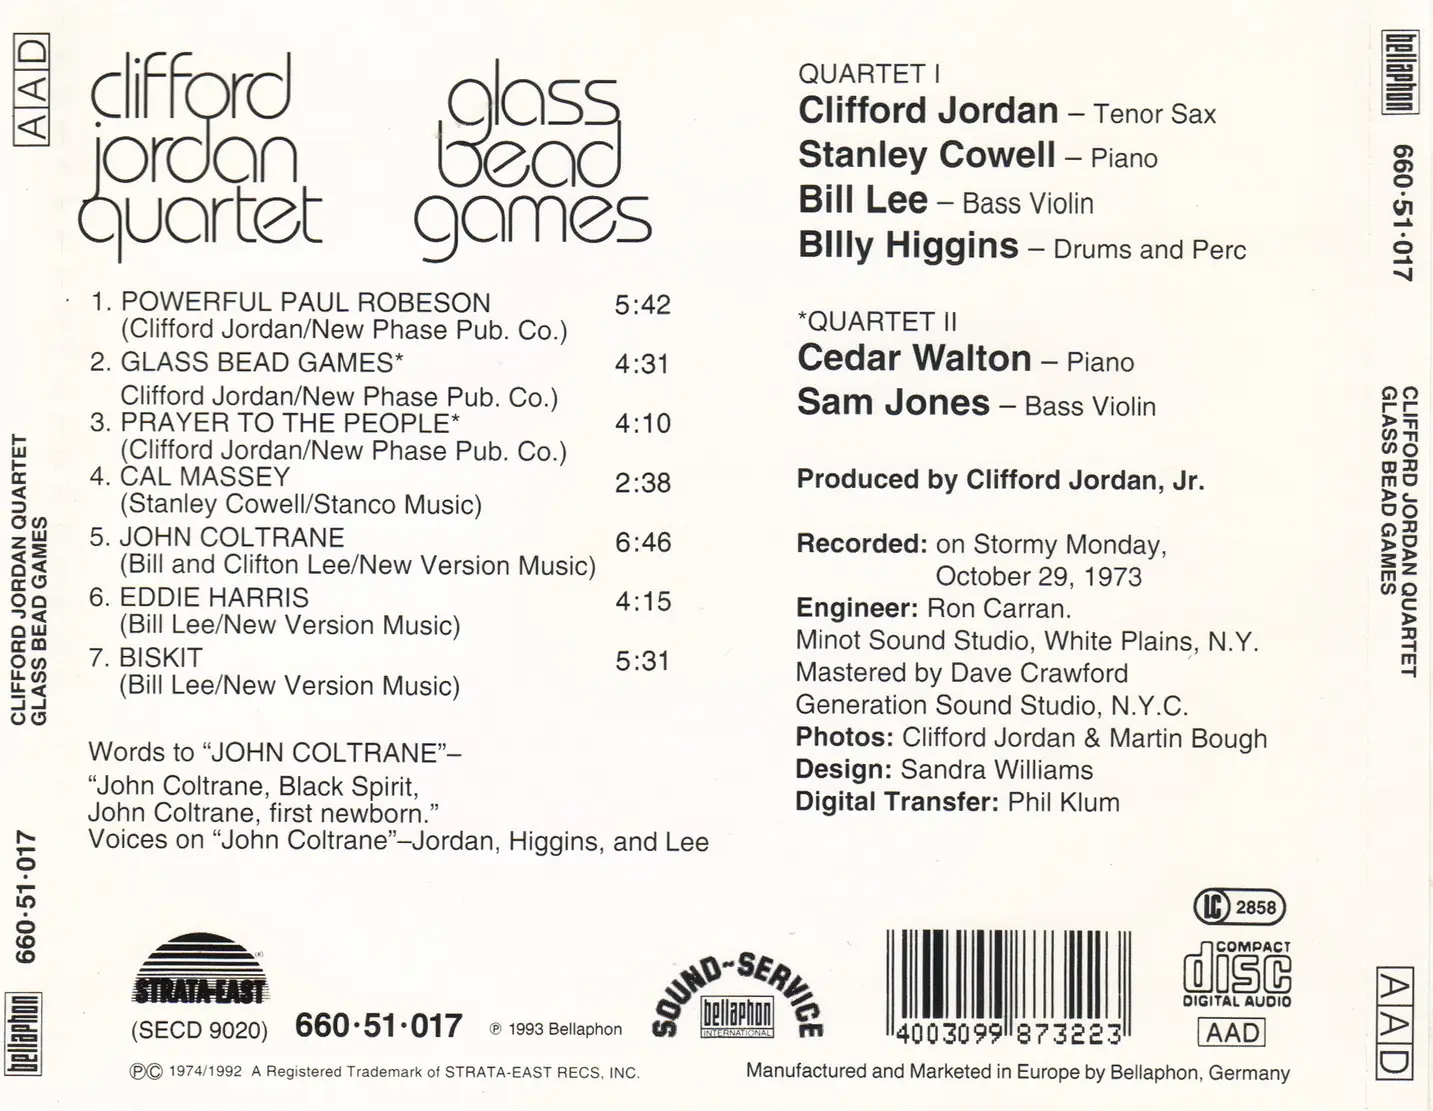 AAD
clifford
jordan
quartet
glass
bead
games
1. POWERFUL PAUL ROBESON 5:42
(Clifford Jordan/New Phase Pub. Co.)
2. GLASS BEAD GAMES* 4:31
Clifford Jordan/New Phase Pub. Co.)
3. PRAYER TO THE PEOPLE* 4:10
(Clifford Jordan/New Phase Pub. Co.)
4. CAL MASSEY 2:38
(Stanley Cowell/Stanco Music)
5. JOHN COLTRANE 6:46
(Bill and Clifton Lee/New Version Music)
6. EDDIE HARRIS 4:15
(Bill Lee/New Version Music)
7. BISKIT 5:31
(Bill Lee/New Version Music)
Words to “JOHN COLTRANE”–
“John Coltrane, Black Spirit,
John Coltrane, first newborn.”
Voices on “John Coltrane”–Jordan, Higgins, and Lee
QUARTET I
Clifford Jordan – Tenor Sax
Stanley Cowell – Piano
Bill Lee – Bass Violin
BIlly Higgins – Drums and Perc
*QUARTET II
Cedar Walton – Piano
Sam Jones – Bass Violin
Produced by Clifford Jordan, Jr.
Recorded: on Stormy Monday,
October 29, 1973
Engineer: Ron Carran.
Minot Sound Studio, White Plains, N.Y.
Mastered by Dave Crawford
Generation Sound Studio, N.Y.C.
Photos: Clifford Jordan & Martin Bough
Design: Sandra Williams
Digital Transfer: Phil Klum
STRATA-EAST
(SECD 9020)
660·51·017
℗ 1993 Bellaphon
SOUND-SERVICE
bellaphon
INTERNATIONAL
4003099 873223
LC 2858
COMPACT
disc
DIGITAL AUDIO
AAD
℗© 1974/1992 A Registered Trademark of STRATA-EAST RECS, INC.
Manufactured and Marketed in Europe by Bellaphon, Germany
CLIFFORD JORDAN QUARTET
GLASS BEAD GAMES
660·51·017
bellaphon
bellaphon
660·51·017
CLIFFORD JORDAN QUARTET
GLASS BEAD GAMES
AAD